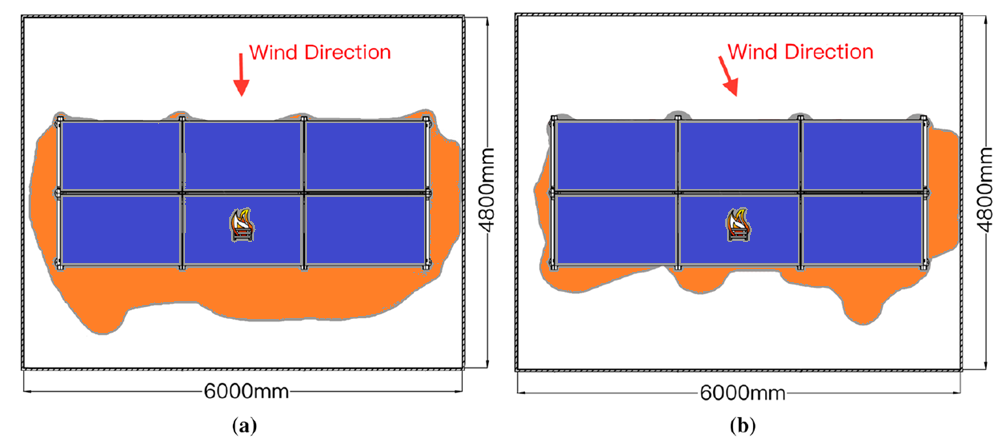 Wind Direction
4800mm
6000mm
(a)
Wind Direction
4800mm
6000mm
(b)